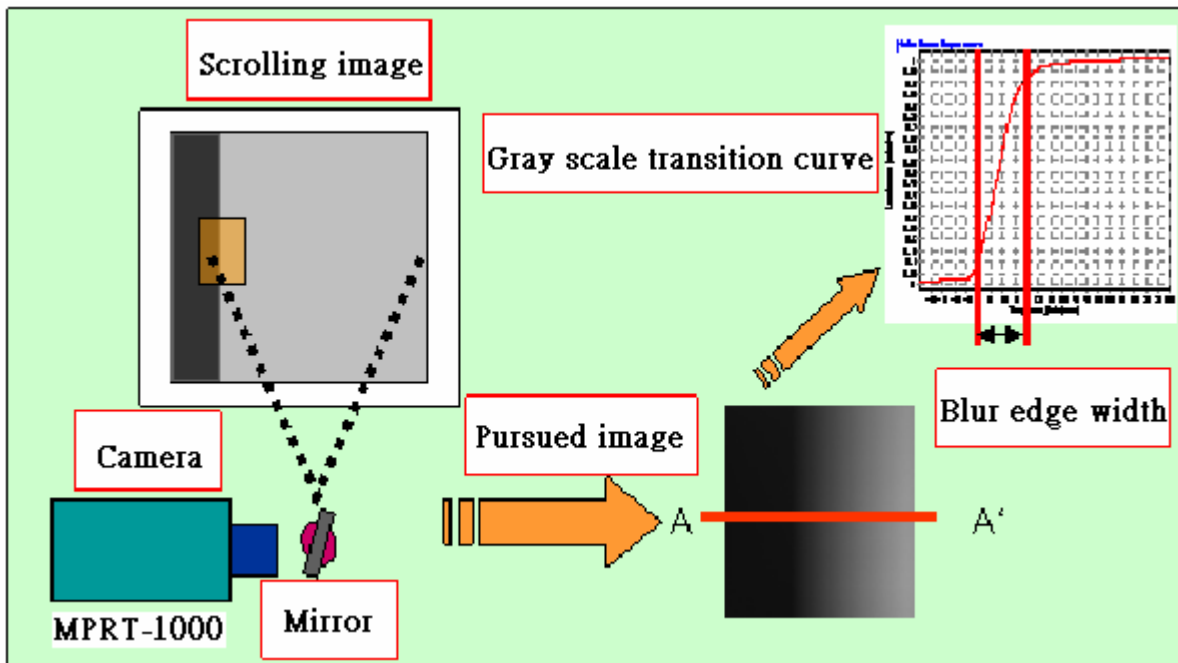 Scrolling image
Gray scale transition curve
Camera
Pursued image
Blur edge width
A
A'
MPRT-1000
Mirror